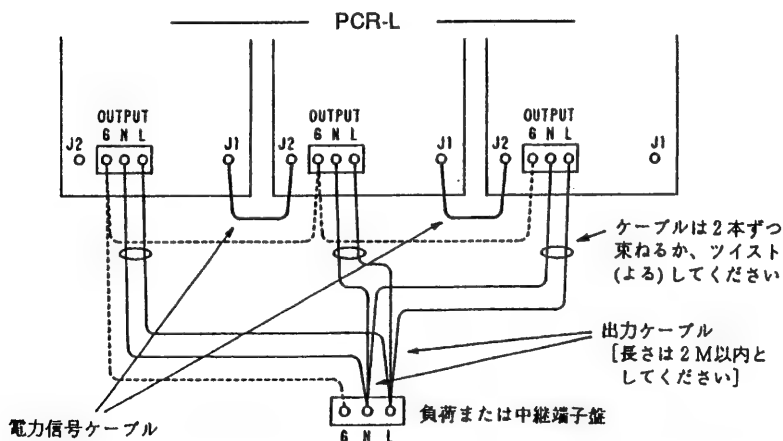 PCR-L
OUTPUT
G N L
J2
J1
OUTPUT
G N L
J2
J1
OUTPUT
G N L
J2
J1
ケーブルは2本ずつ
束ねるか、ツイスト
(よる)してください
出力ケーブル
[長さは2M以内と
してください]
電力信号ケーブル
負荷または中継端子盤
G N L